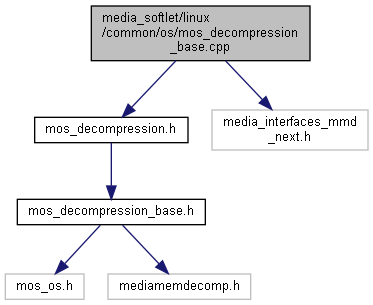 media_softlet/linux
/common/os/mos_decompression
_base.cpp
mos_decompression.h
media_interfaces_mmd
_next.h
mos_decompression_base.h
mos_os.h
mediamemdecomp.h